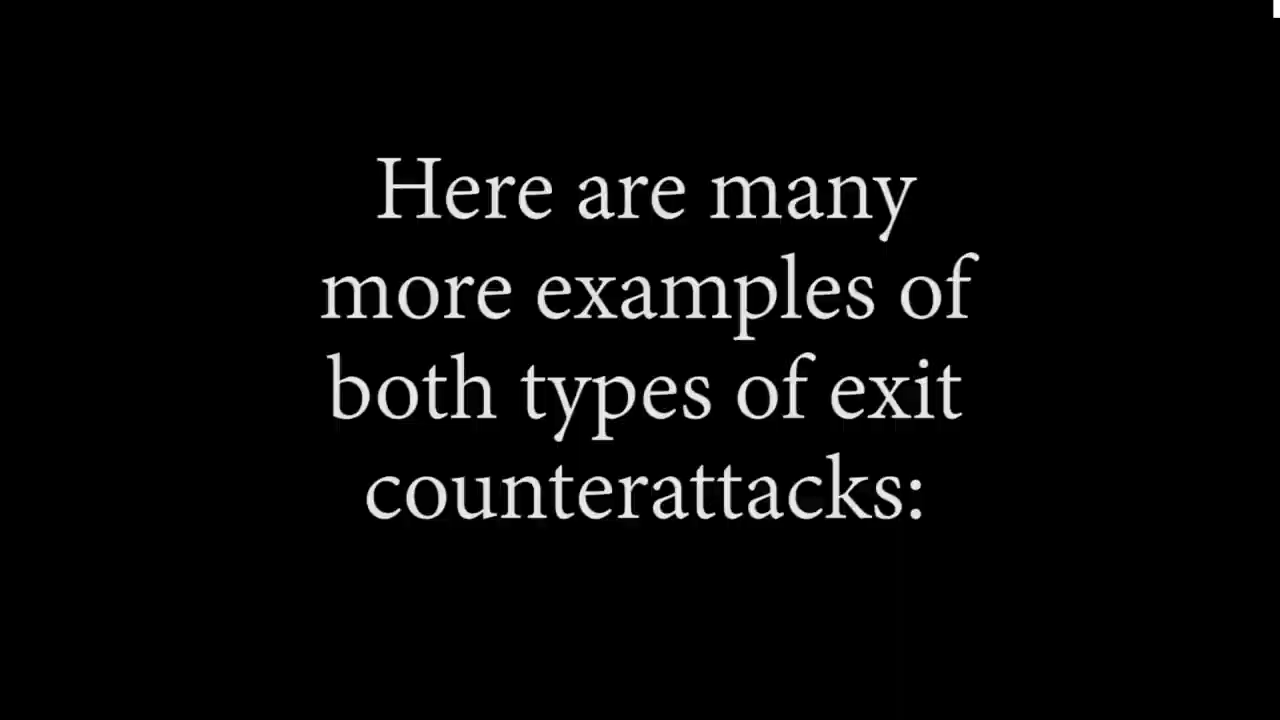 Here are many
more examples of
both types of exit
counterattacks: